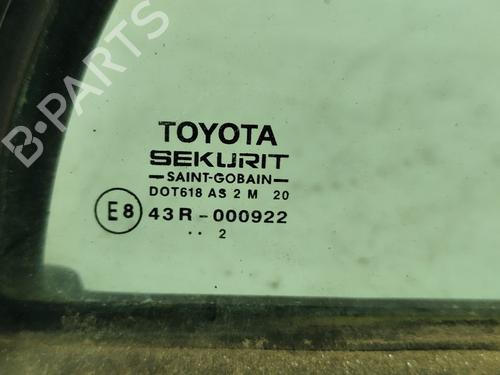 B-PARTS
TOYOTA
SEKURIT
SAINT-GOBAIN
DOT618 AS 2 M 20
E8 43R-000922
·· 2